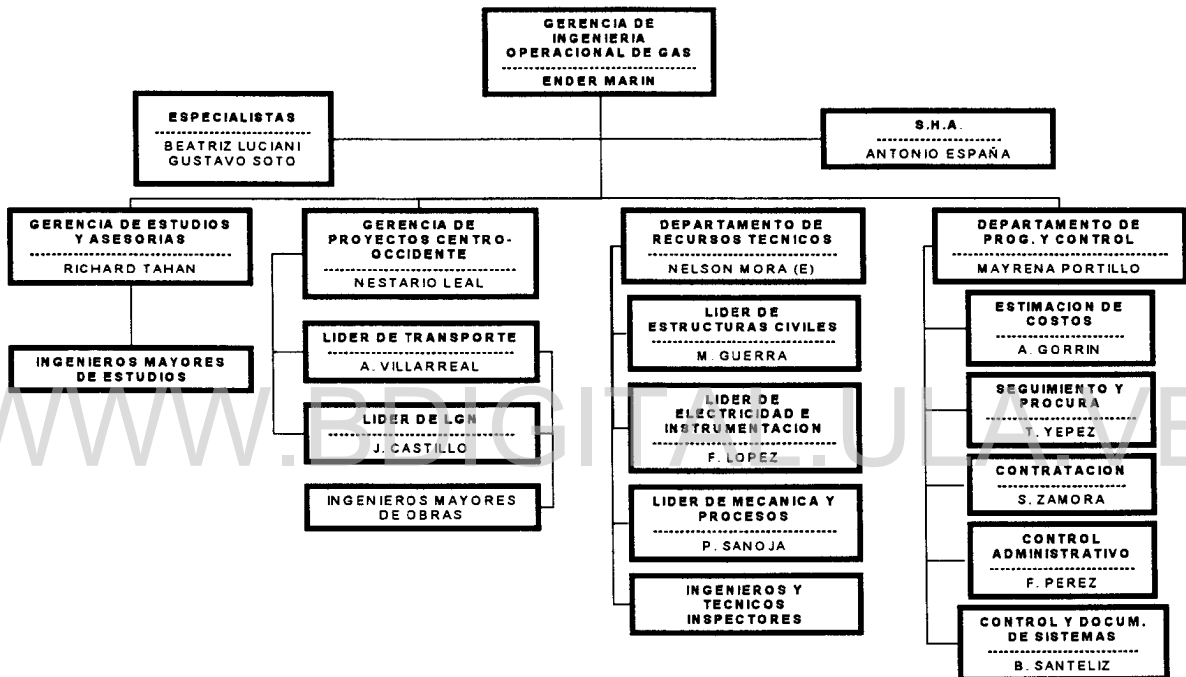 GERENCIA DE
INGENIERIA
OPERACIONAL DE GAS
ENDER MARIN
ESPECIALISTAS
BEATRIZ LUCIANI
GUSTAVO SOTO
S.H.A.
ANTONIO ESPAÑA
GERENCIA DE ESTUDIOS
Y ASESORIAS
RICHARD TAHAN
INGENIEROS MAYORES
DE ESTUDIOS
GERENCIA DE
PROYECTOS CENTRO-
OCCIDENTE
NESTARIO LEAL
LIDER DE TRANSPORTE
A. VILLARREAL
LIDER DE LGN
J. CASTILLO
INGENIEROS MAYORES
DE OBRAS
DEPARTAMENTO DE
RECURSOS TECNICOS
NELSON MORA (E)
LIDER DE
ESTRUCTURAS CIVILES
M. GUERRA
LIDER DE
ELECTRICIDAD E
INSTRUMENTACION
F. LOPEZ
LIDER DE MECANICA Y
PROCESOS
P. SANOJA
INGENIEROS Y
TECNICOS
INSPECTORES
DEPARTAMENTO DE
PROG. Y CONTROL
MAYRENA PORTILLO
ESTIMACION DE
COSTOS
A. GORRIN
SEGUIMIENTO Y
PROCURA
T. YEPEZ
CONTRATACION
S. ZAMORA
CONTROL
ADMINISTRATIVO
F. PEREZ
CONTROL Y DOCUM.
DE SISTEMAS
B. SANTELIZ
WWW.BDIGITAL.ULA.VE